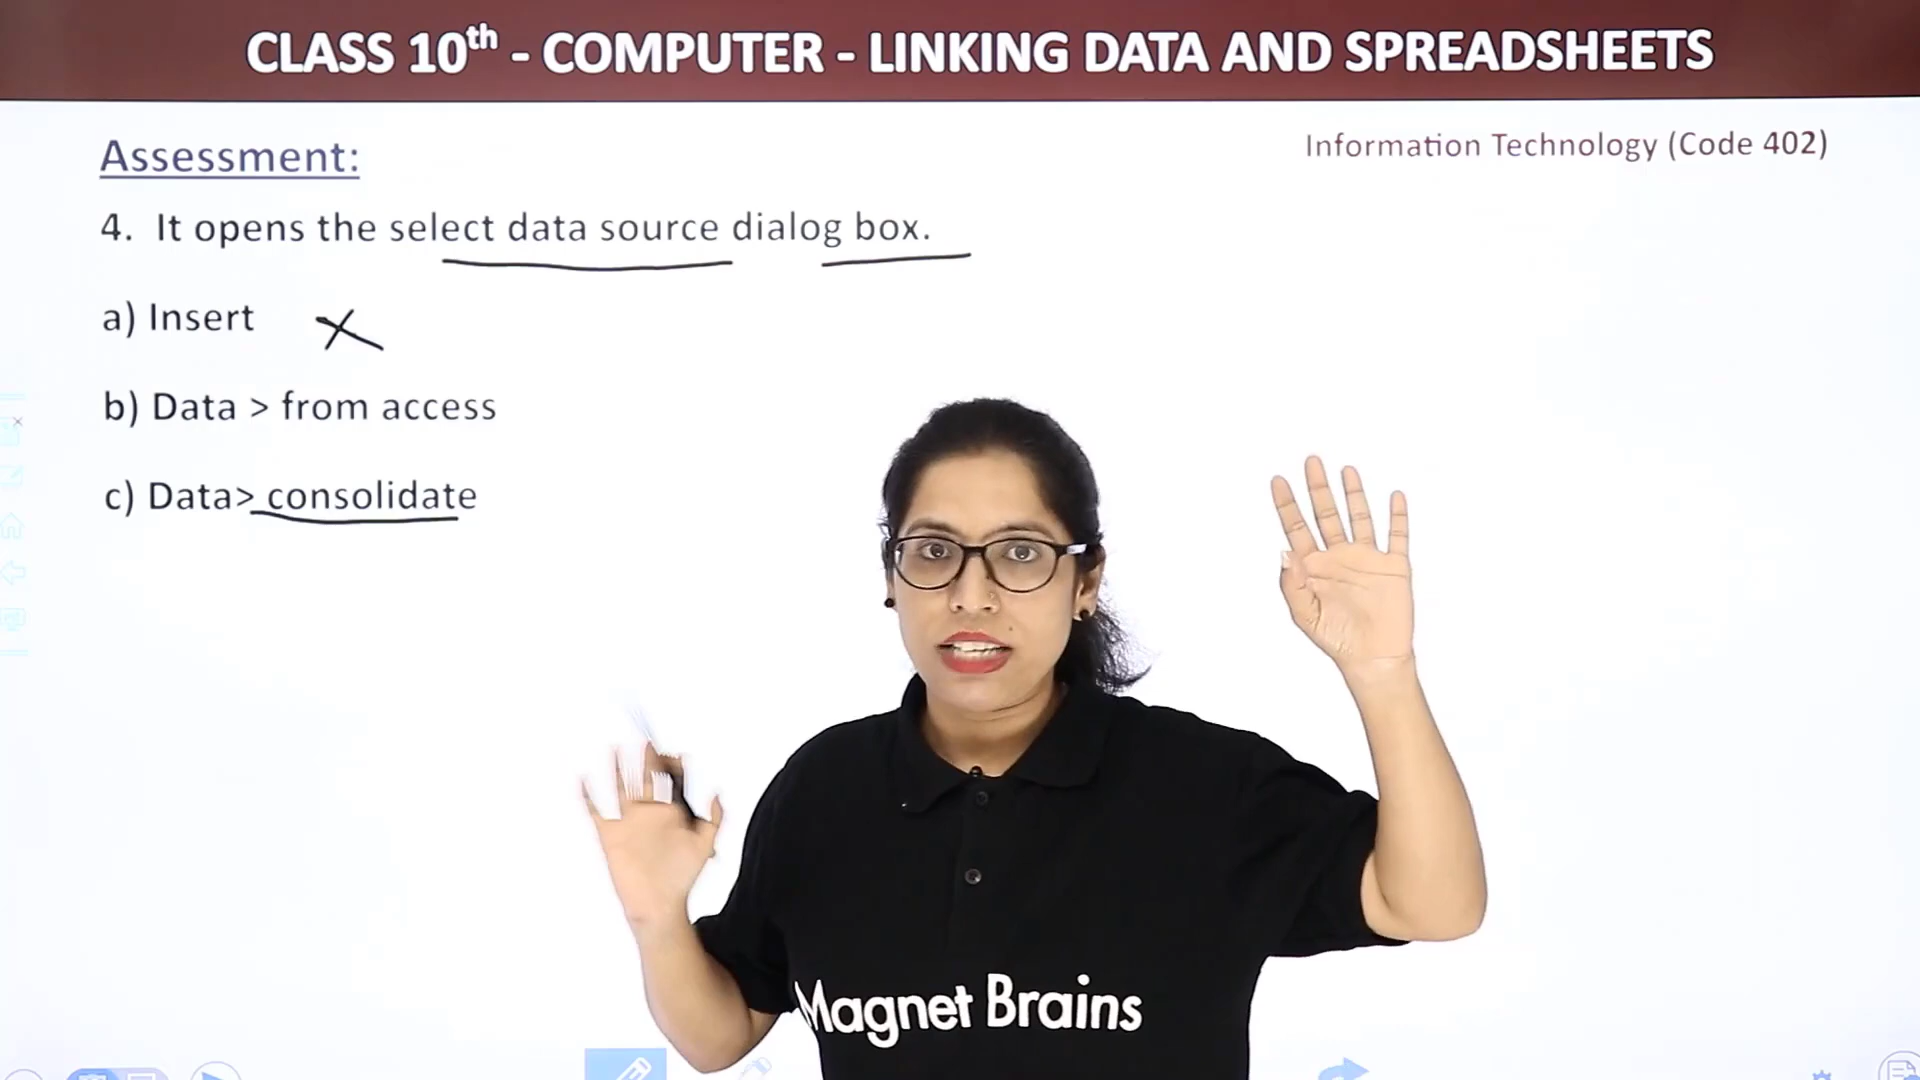 CLASS 10th - COMPUTER - LINKING DATA AND SPREADSHEETS
Information Technology (Code 402)
Assessment:
4. It opens the select data source dialog box.
a) Insert
b) Data > from access
c) Data> consolidate
Magnet Brains